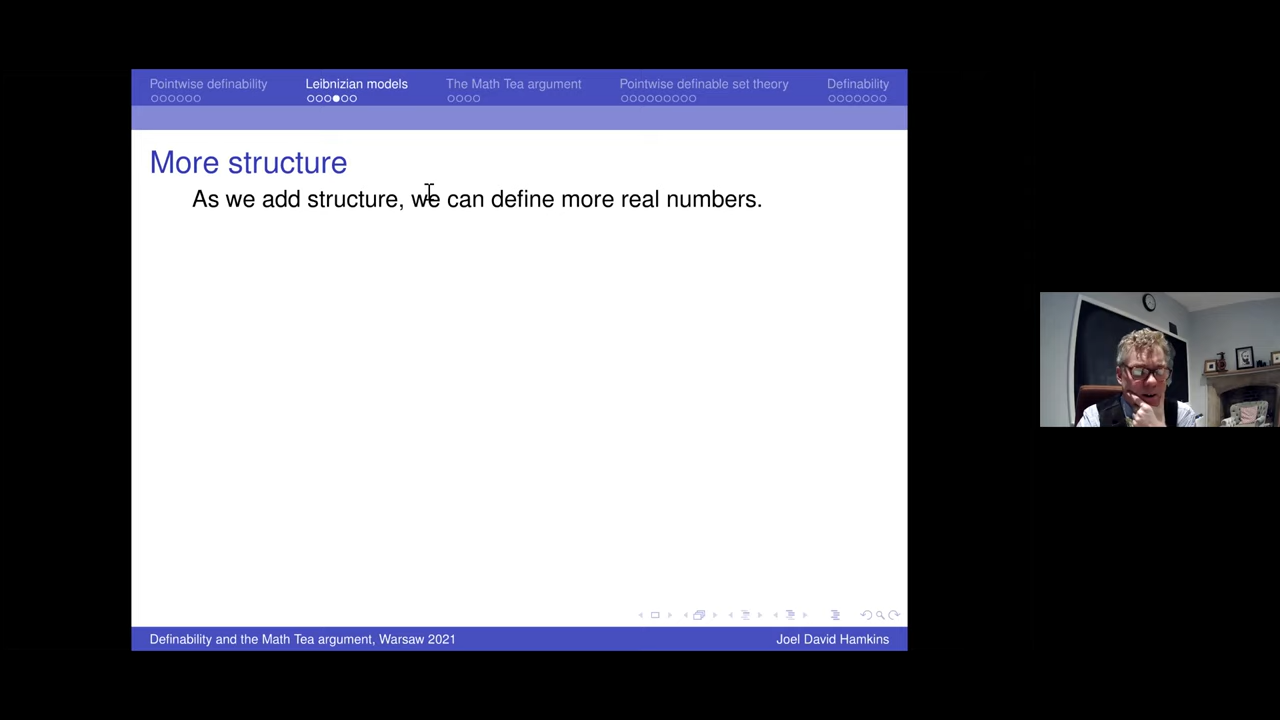 Pointwise definability Leibnizian models The Math Tea argument Pointwise definable set theory Definability
More structure
As we add structure, we can define more real numbers.
Definability and the Math Tea argument, Warsaw 2021 Joel David Hamkins